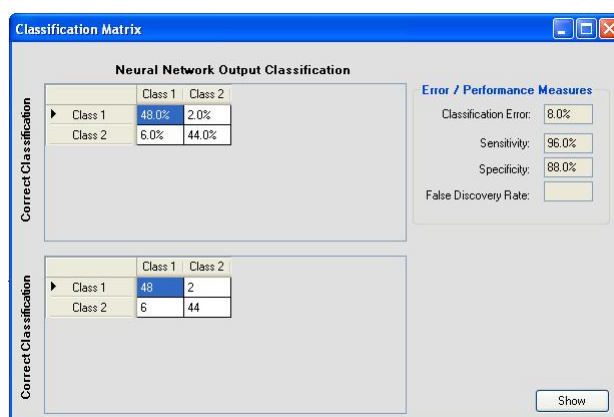 Classification Matrix
Neural Network Output Classification
Correct Classification
Class 1 Class 2
Class 1 48.0% 2.0%
Class 2 6.0% 44.0%
Error / Performance Measures
Classification Error: 8.0%
Sensitivity: 96.0%
Specificity: 88.0%
False Discovery Rate:
Correct Classification
Class 1 Class 2
Class 1 48 2
Class 2 6 44
Show